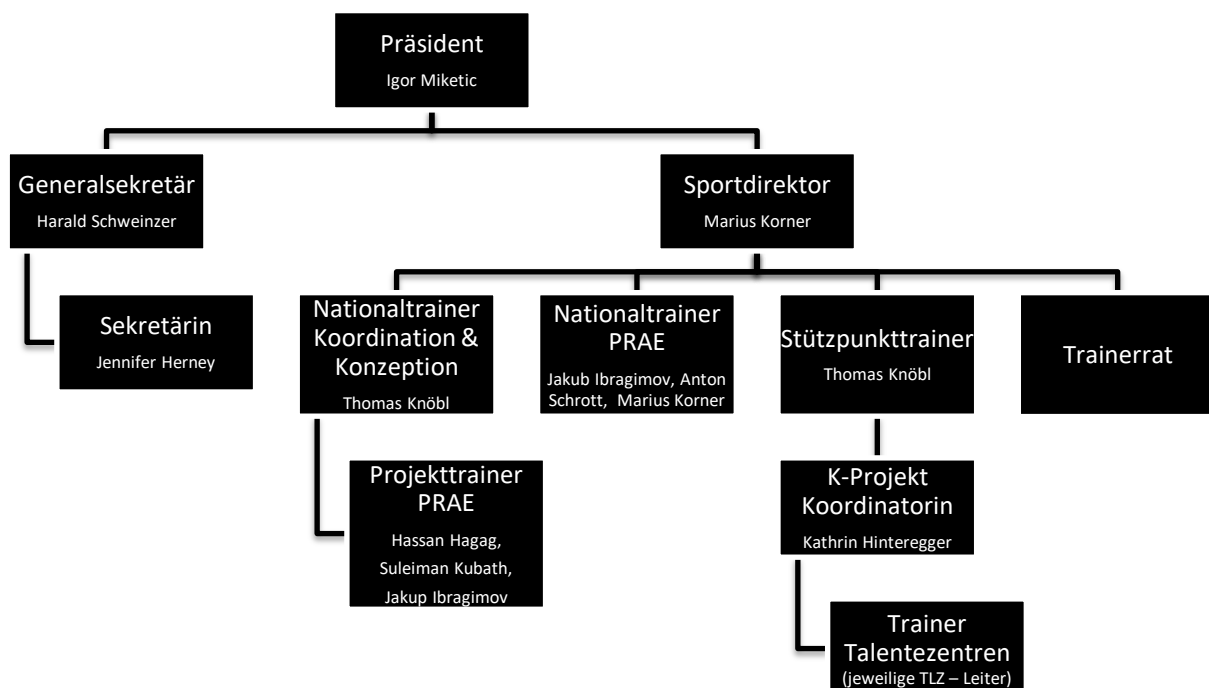 Präsident
Igor Miketic
Generalsekretär
Harald Schweinzer
Sportdirektor
Marius Korner
Sekretärin
Jennifer Herney
Nationaltrainer
Koordination &
Konzeption
Thomas Knöbl
Nationaltrainer
PRAE
Jakub Ibragimov, Anton
Schrott, Marius Korner
Stützpunkttrainer
Thomas Knöbl
Trainerrat
Projekttrainer
PRAE
Hassan Hagag,
Suleiman Kubath,
Jakup Ibragimov
K-Projekt
Koordinatorin
Kathrin Hinteregger
Trainer
Talentezentren
(jeweilige TLZ – Leiter)